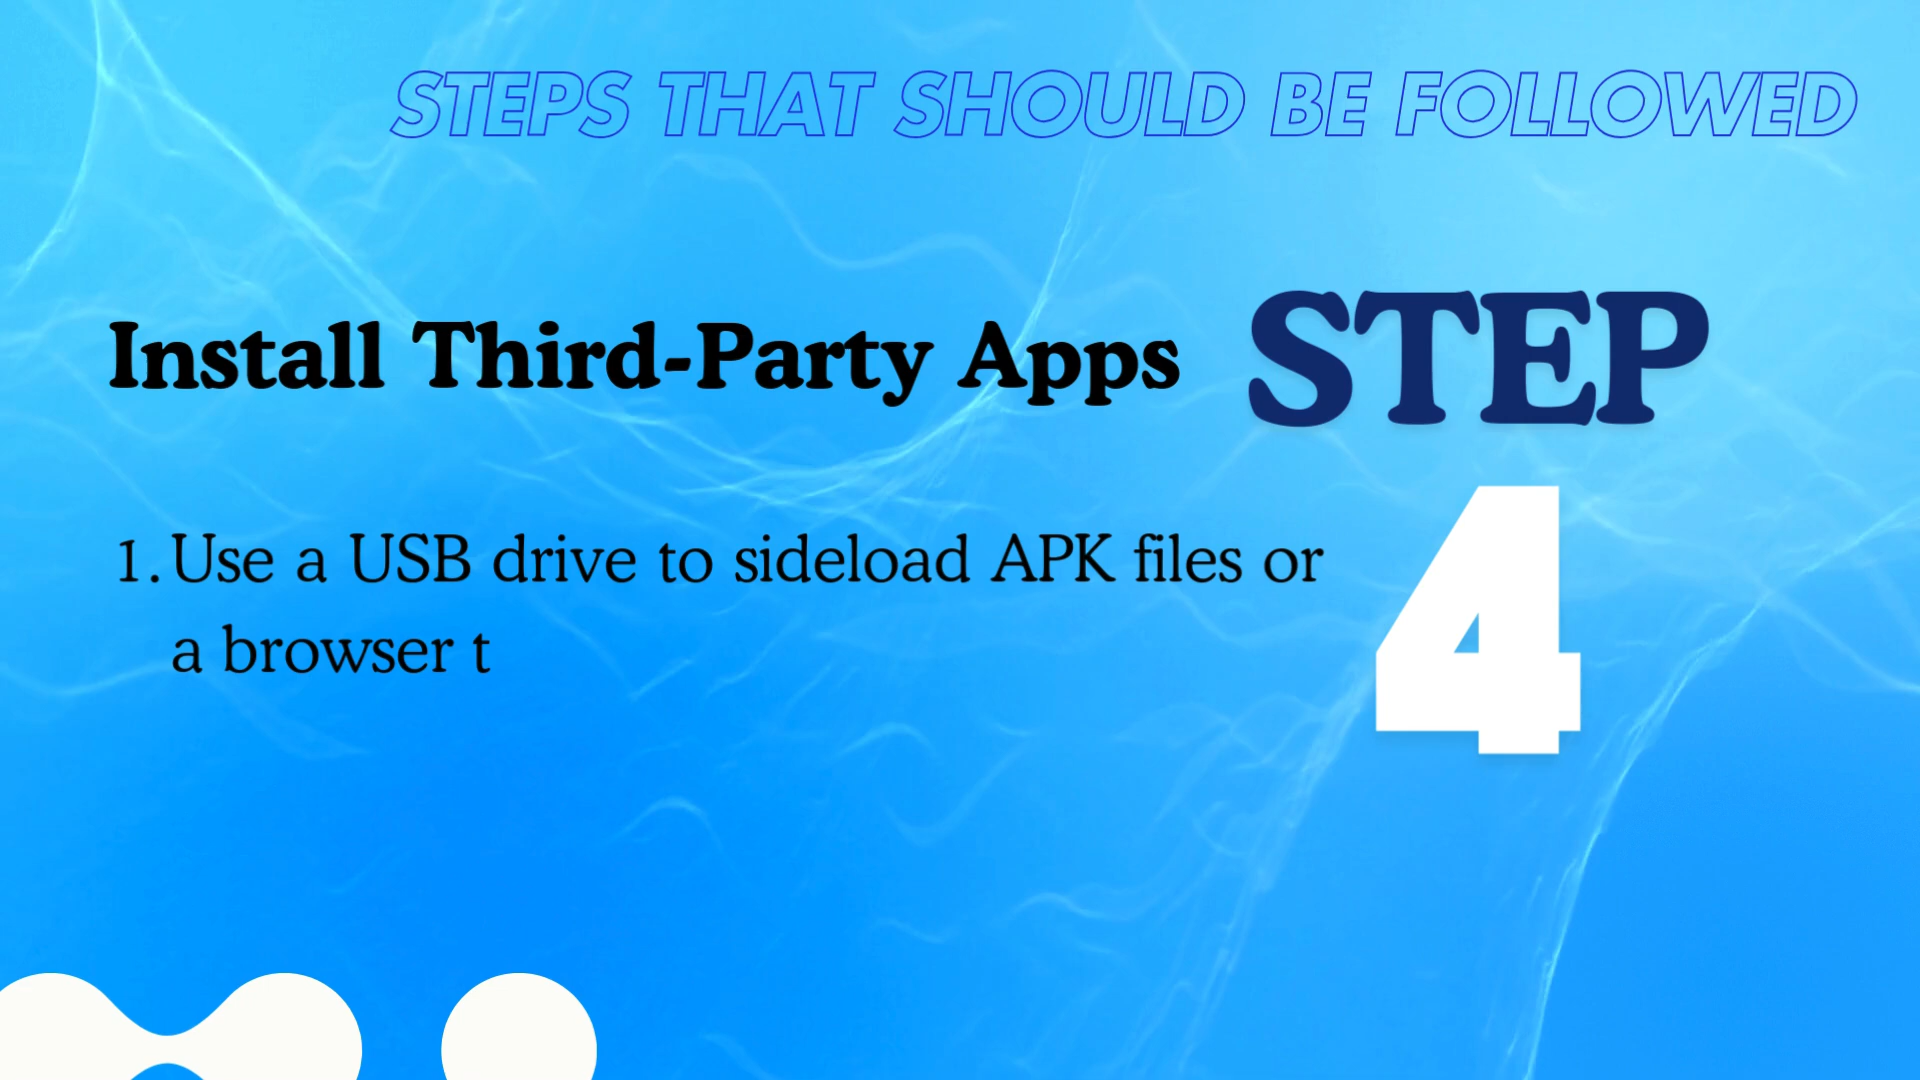 STEPS THAT SHOULD BE FOLLOWED
Install Third-Party Apps
STEP
4
1. Use a USB drive to sideload APK files or
a browser t